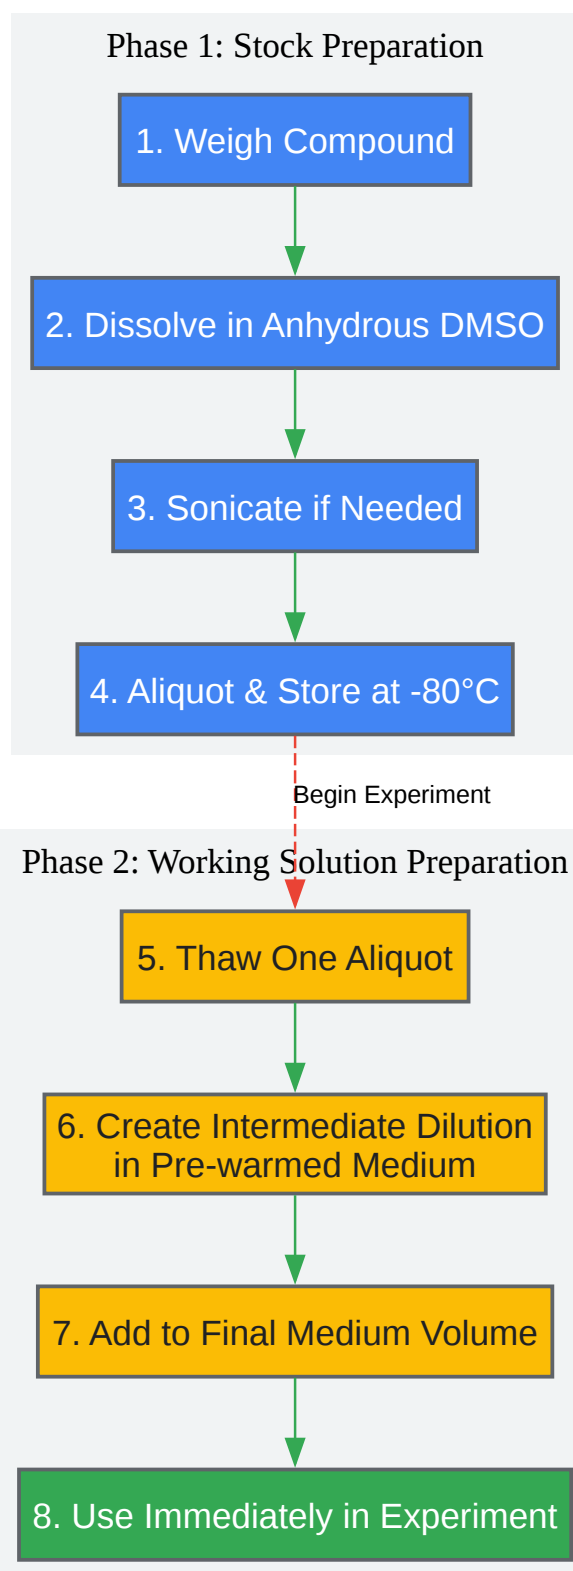 Phase 1: Stock Preparation
1. Weigh Compound
2. Dissolve in Anhydrous DMSO
3. Sonicate if Needed
4. Aliquot & Store at -80°C
Begin Experiment
Phase 2: Working Solution Preparation
5. Thaw One Aliquot
6. Create Intermediate Dilution
in Pre-warmed Medium
7. Add to Final Medium Volume
8. Use Immediately in Experiment